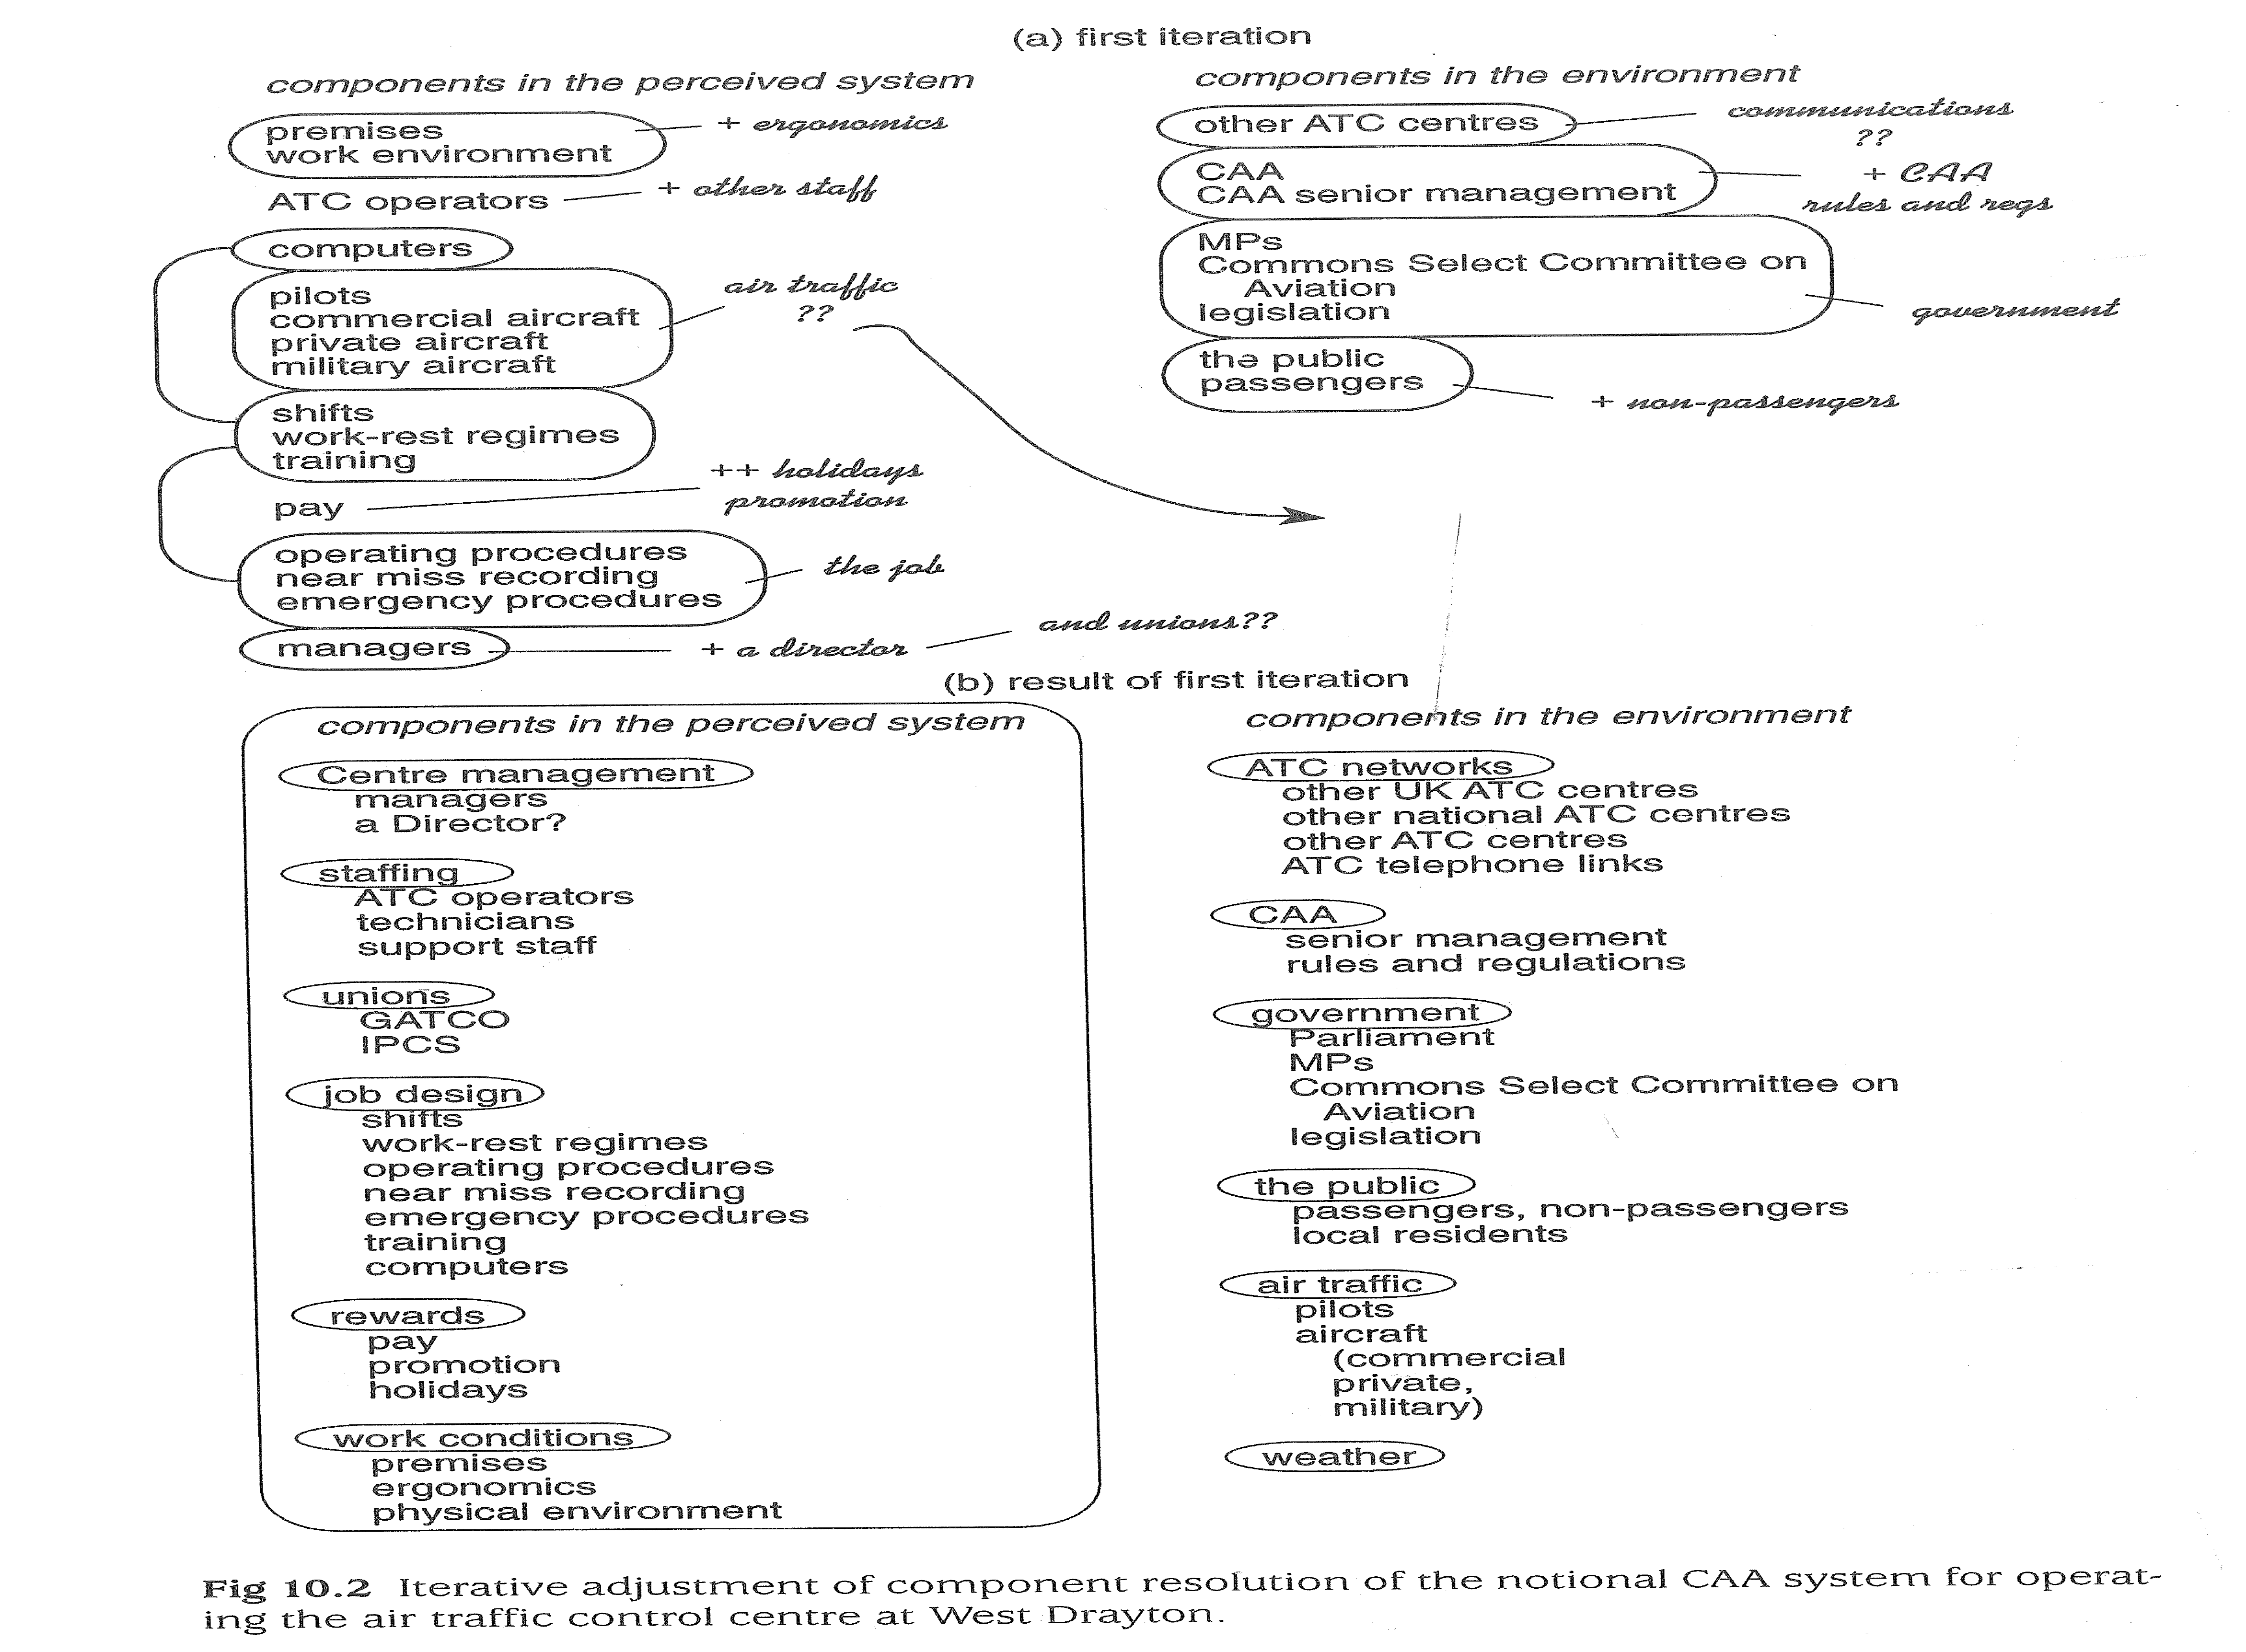 (a) first iteration
components in the perceived system
premises
work environment
+ ergonomics
ATC operators
+ other staff
computers
pilots
commercial aircraft
private aircraft
military aircraft
air traffic
??
shifts
work-rest regimes
training
pay
++ holidays
promotion
operating procedures
near miss recording
emergency procedures
the job
managers
+ a director
and unions??
components in the environment
other ATC centres
communications
??
CAA
CAA senior management
+ CAA
rules and regs
MPs
Commons Select Committee on
Aviation
legislation
government
the public
passengers
+ non-passengers
(b) result of first iteration
components in the perceived system
Centre management
managers
a Director?
staffing
ATC operators
technicians
support staff
unions
GATCO
IPCS
job design
shifts
work-rest regimes
operating procedures
near miss recording
emergency procedures
training
computers
rewards
pay
promotion
holidays
work conditions
premises
ergonomics
physical environment
components in the environment
ATC networks
other UK ATC centres
other national ATC centres
other ATC centres
ATC telephone links
CAA
senior management
rules and regulations
government
Parliament
MPs
Commons Select Committee on
Aviation
legislation
the public
passengers, non-passengers
local residents
air traffic
pilots
aircraft
(commercial
private,
military)
weather
Fig 10.2 Iterative adjustment of component resolution of the notional CAA system for operat-
ing the air traffic control centre at West Drayton.